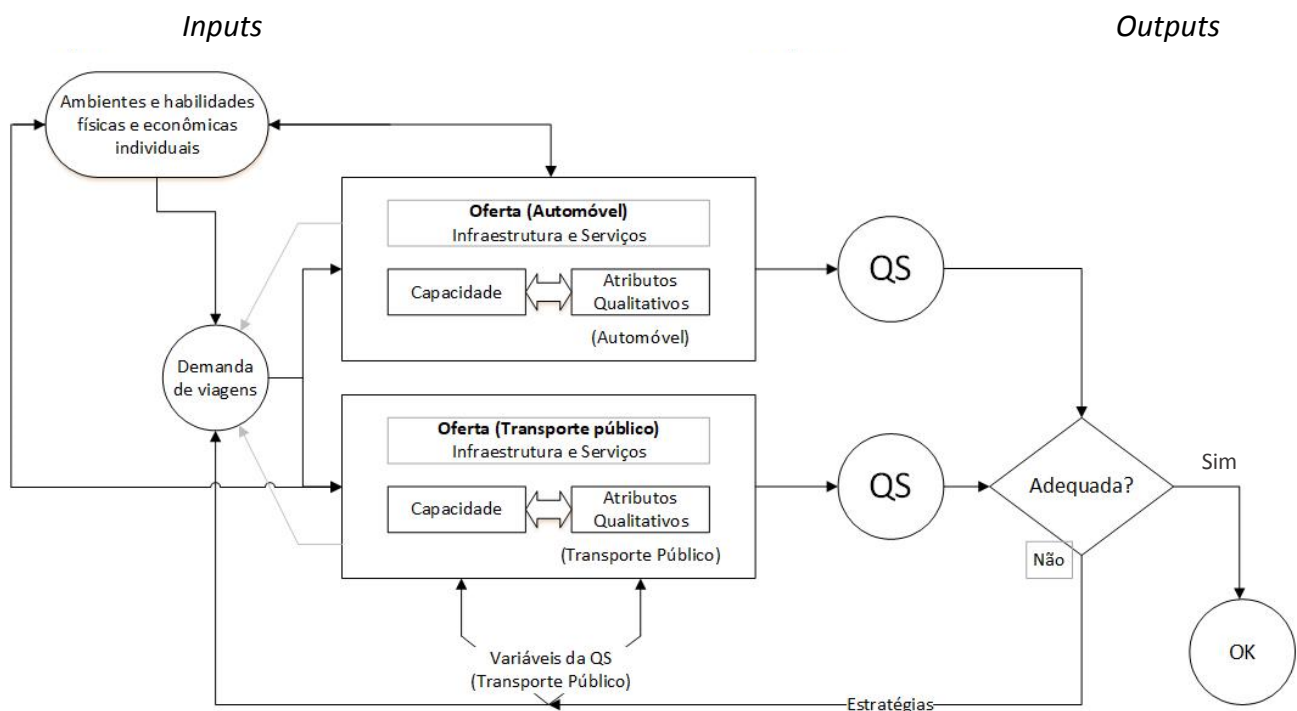 Inputs
Outputs
Ambientes e habilidades
físicas e econômicas
individuais
Oferta (Automóvel)
Infraestrutura e Serviços
Capacidade
Atributos
Qualitativos
(Automóvel)
QS
Demanda
de viagens
Oferta (Transporte público)
Infraestrutura e Serviços
Capacidade
Atributos
Qualitativos
(Transporte Público)
QS
Adequada?
Sim
Não
OK
Variáveis da QS
(Transporte Público)
Estratégias